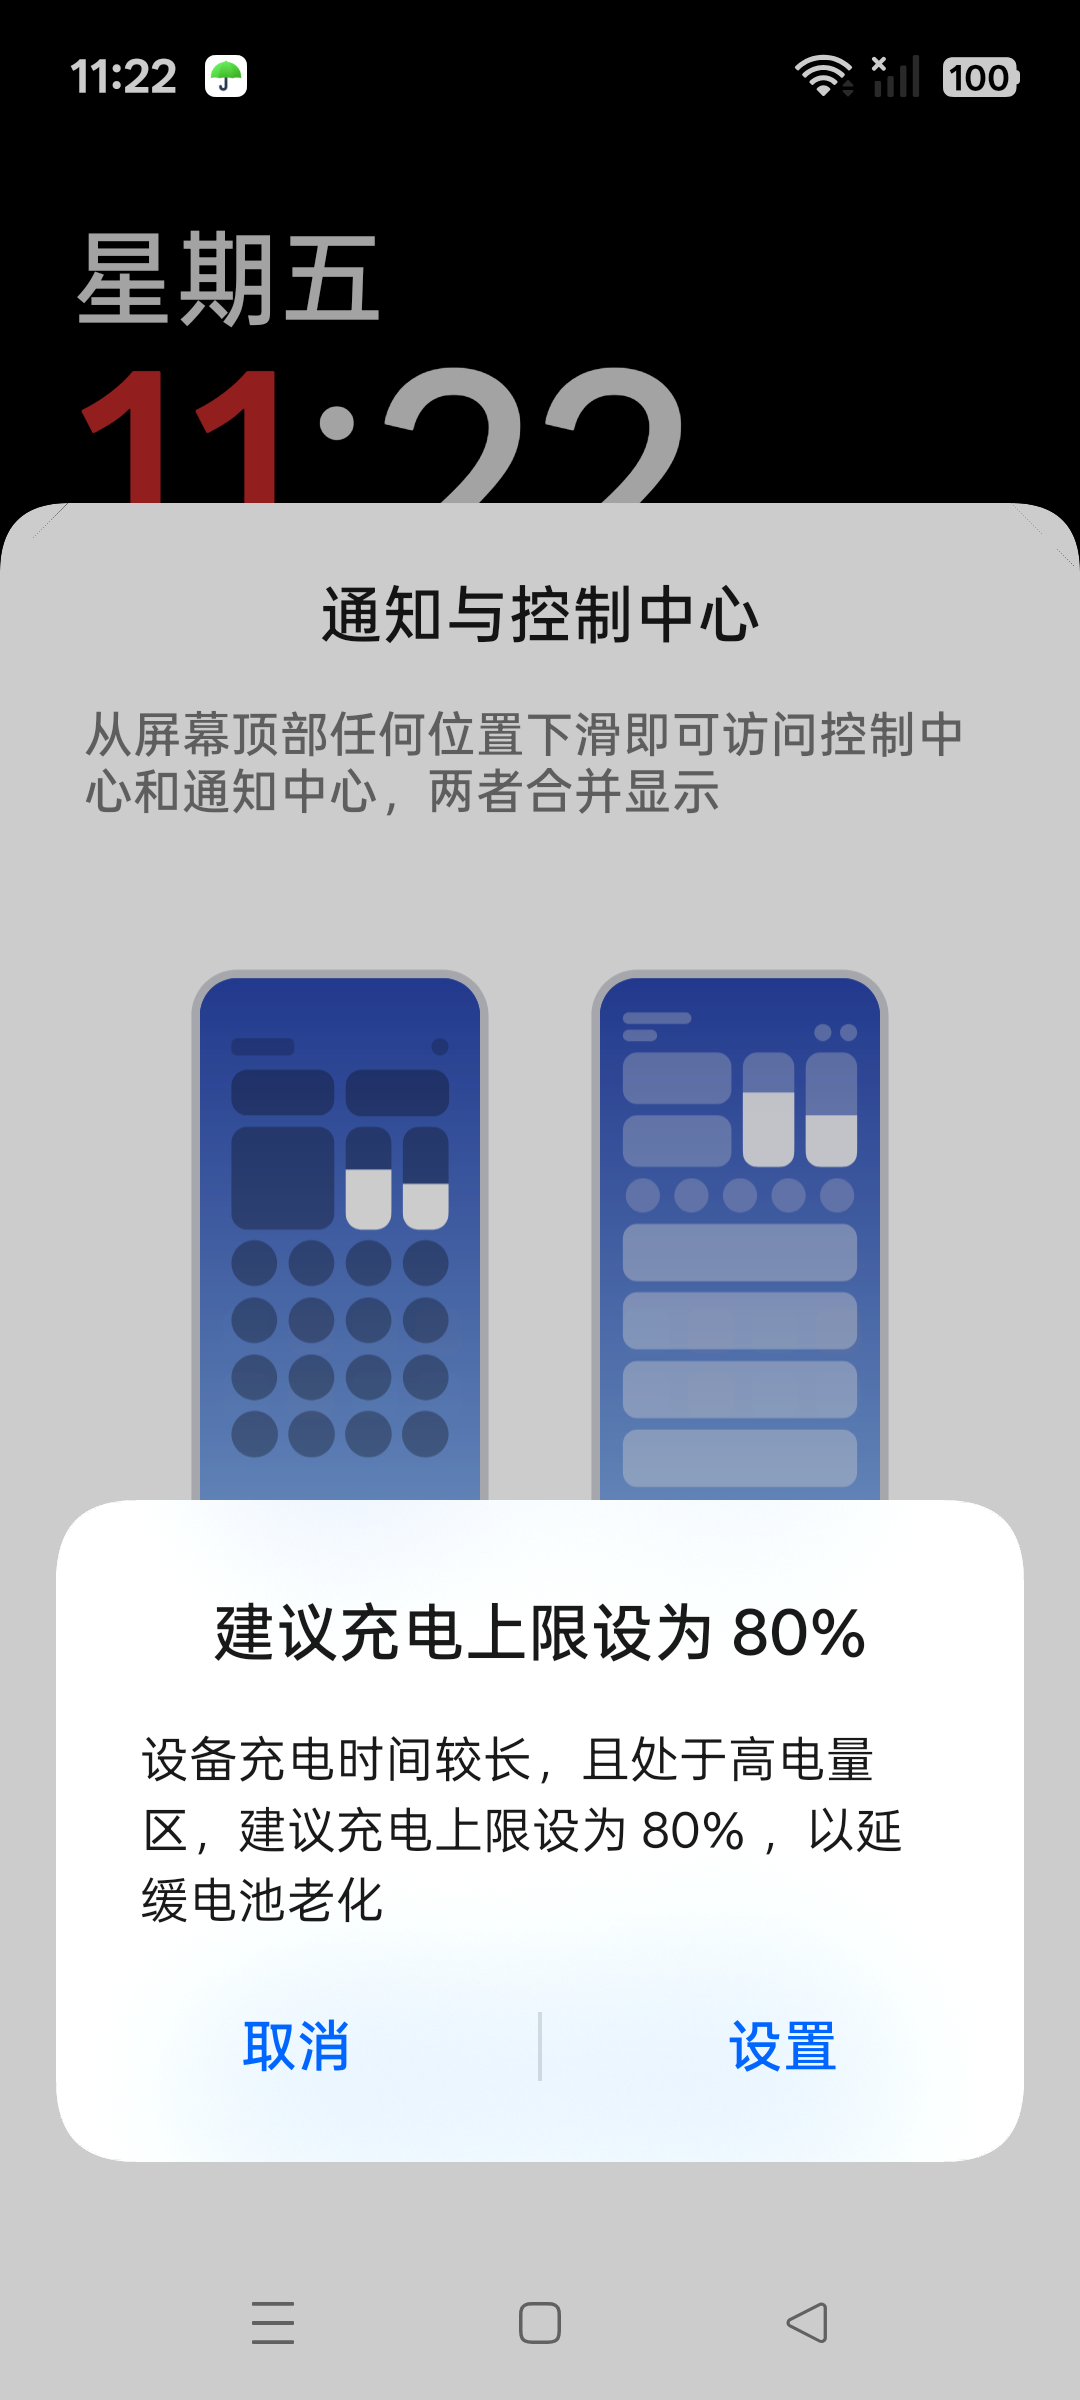 11:22
100
星期五
11:22
通知与控制中心
从屏幕顶部任何位置下滑即可访问控制中
心和通知中心，两者合并显示
建议充电上限设为 80%
设备充电时间较长，且处于高电量
区，建议充电上限设为 80% ，以延
缓电池老化
取消
设置